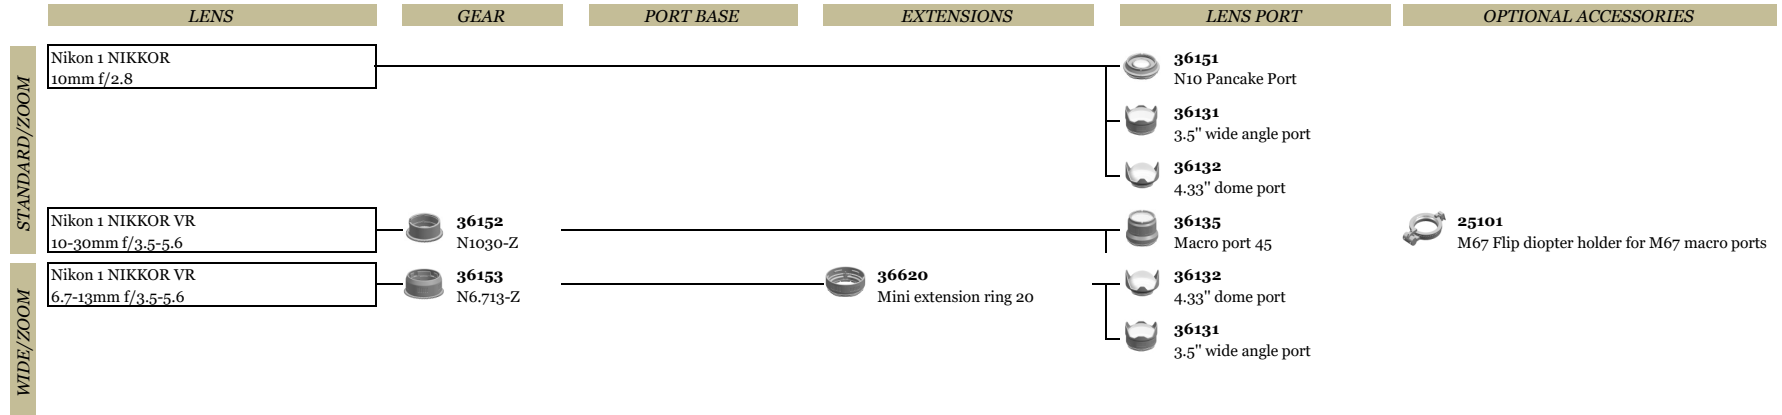 LENS GEAR PORT BASE EXTENSIONS LENS PORT OPTIONAL ACCESSORIES
STANDARD/ZOOM
Nikon 1 NIKKOR
10mm f/2.8
36151
N10 Pancake Port
36131
3.5" wide angle port
36132
4.33" dome port
Nikon 1 NIKKOR VR
10-30mm f/3.5-5.6
36152
N1030-Z
36135
Macro port 45
25101
M67 Flip diopter holder for M67 macro ports
WIDE/ZOOM
Nikon 1 NIKKOR VR
6.7-13mm f/3.5-5.6
36153
N6.713-Z
36620
Mini extension ring 20
36132
4.33" dome port
36131
3.5" wide angle port